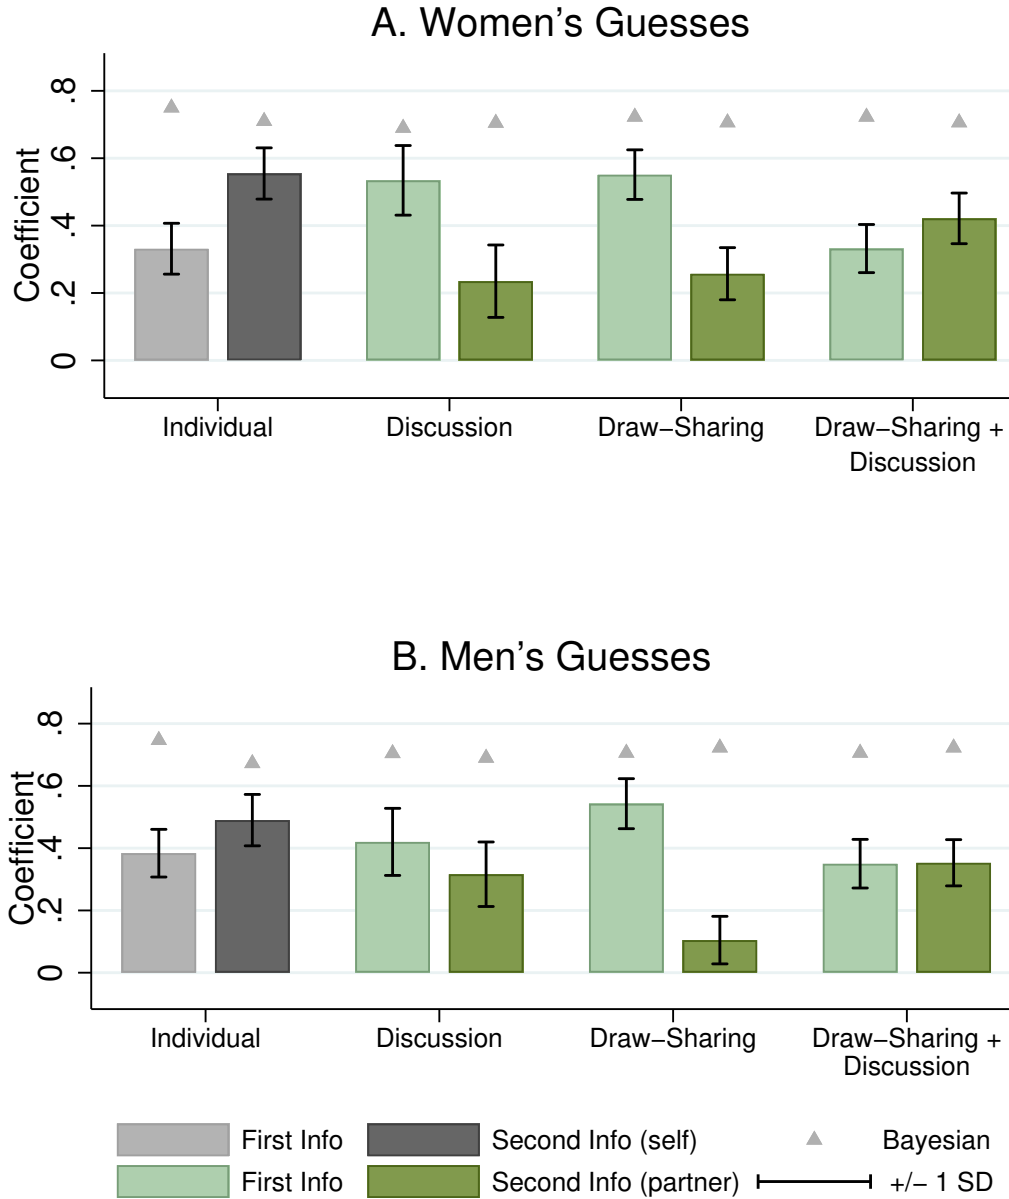 A. Women's Guesses
Coefficient
.8
.6
.4
.2
0
Individual
Discussion
Draw−Sharing
Draw−Sharing +
Discussion
B. Men's Guesses
Coefficient
.8
.6
.4
.2
0
Individual
Discussion
Draw−Sharing
Draw−Sharing +
Discussion
First Info
Second Info (self)
Bayesian
First Info
Second Info (partner)
+/− 1 SD